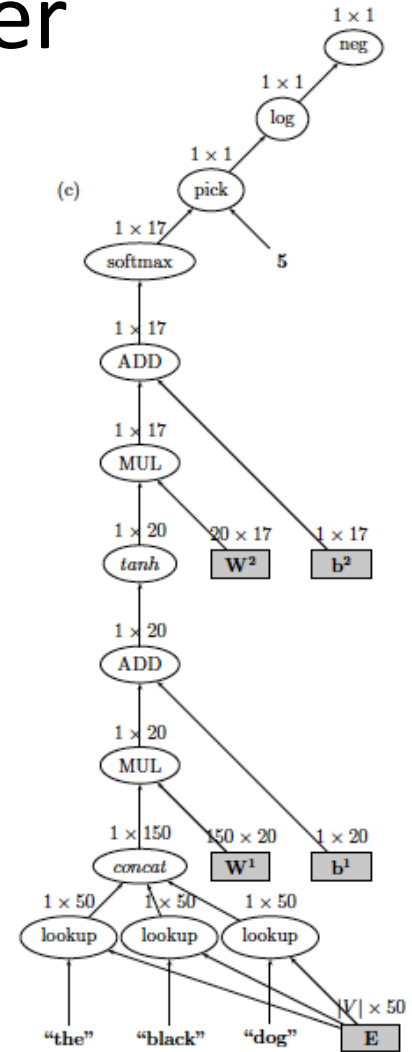 er
1 × 1
neg
1 × 1
log
1 × 1
(c)
pick
1 × 17
softmax
5
1 × 17
ADD
1 × 17
MUL
1 × 20
20 × 17
1 × 17
tanh
W²
b²
1 × 20
ADD
1 × 20
MUL
1 × 150
150 × 20
1 × 20
concat
W¹
b¹
1 × 50
1 × 50
1 × 50
lookup
lookup
lookup
|V| × 50
“the”
“black”
“dog”
E